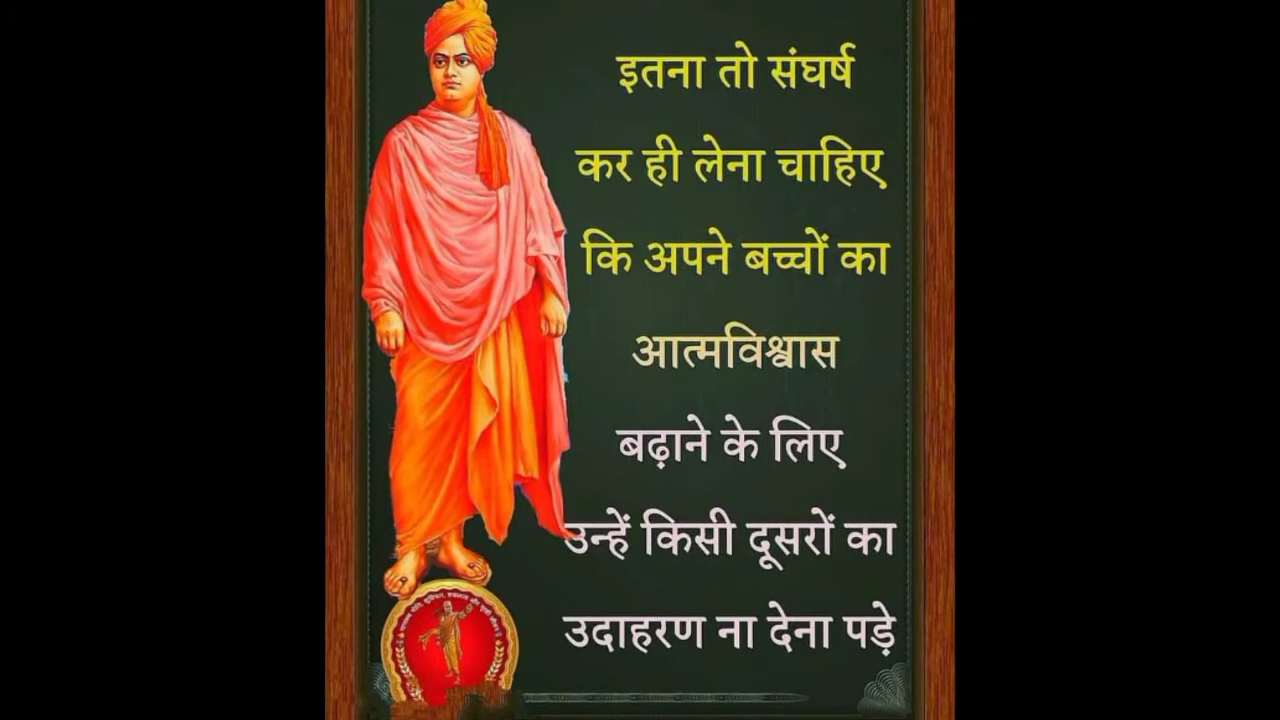 इतना तो संघर्ष
कर ही लेना चाहिए
कि अपने बच्चों का
आत्मविश्वास
बढ़ाने के लिए
उन्हें किसी दूसरों का
उदाहरण ना देना पड़े